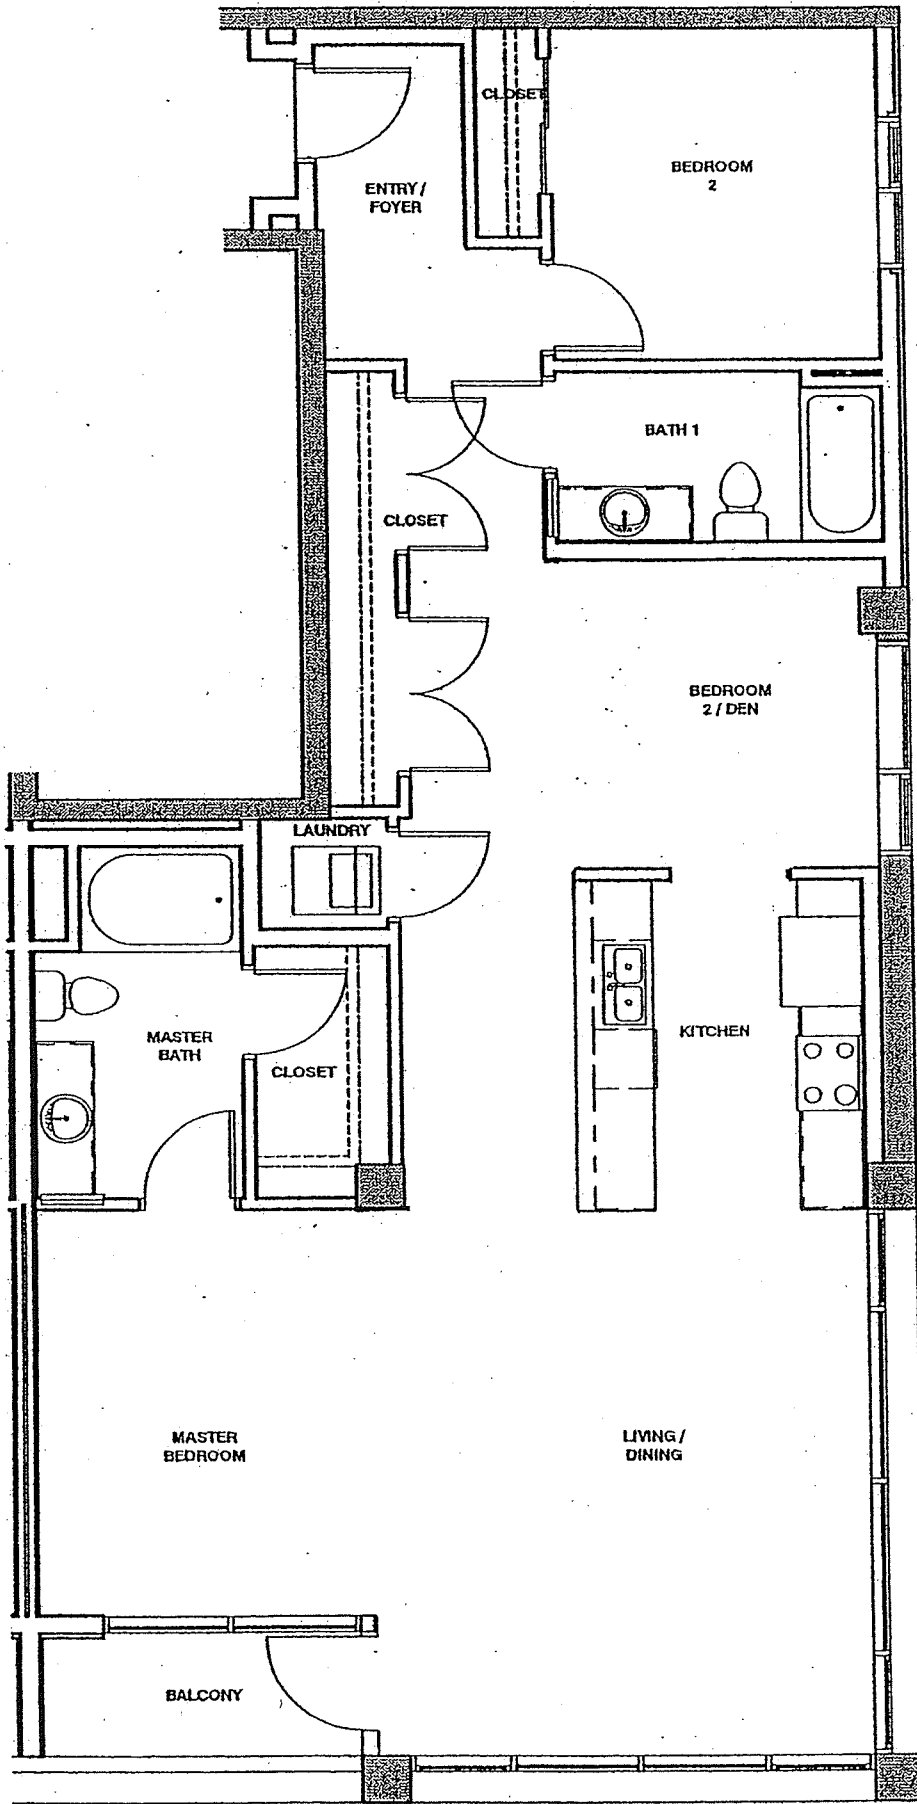 CLOSET
BEDROOM
2
ENTRY /
FOYER
BATH 1
CLOSET
BEDROOM
2 / DEN
LAUNDRY
MASTER
BATH
CLOSET
KITCHEN
MASTER
BEDROOM
LIVING /
DINING
BALCONY